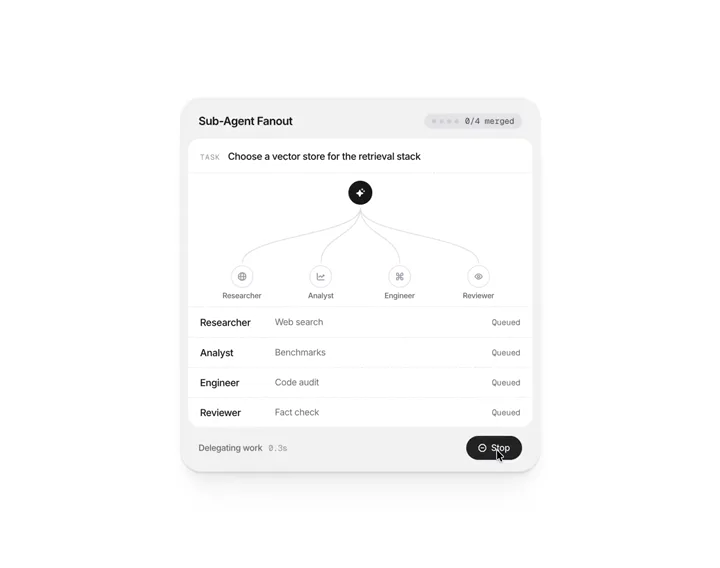 Sub-Agent Fanout
0/4 merged
TASK Choose a vector store for the retrieval stack
Researcher Analyst Engineer Reviewer
Researcher Web search Queued
Analyst Benchmarks Queued
Engineer Code audit Queued
Reviewer Fact check Queued
Delegating work 0.3s
Stop